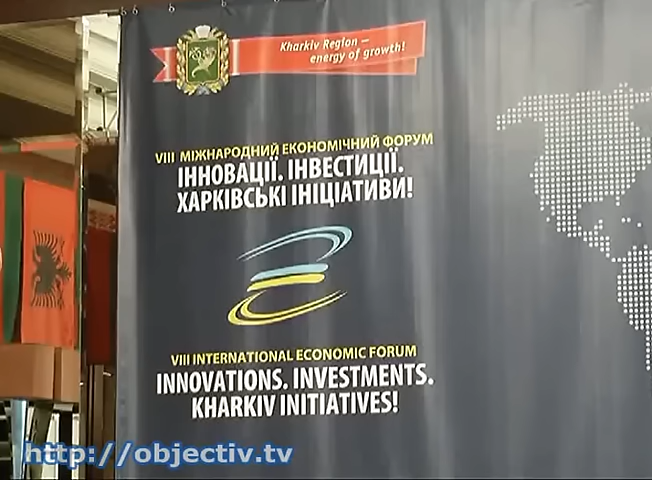 Kharkiv Region –
energy of growth!
VIII МІЖНАРОДНИЙ ЕКОНОМІЧНИЙ ФОРУМ
ІННОВАЦІЇ. ІНВЕСТИЦІЇ.
ХАРКІВСЬКІ ІНІЦІАТИВИ!
VIII INTERNATIONAL ECONOMIC FORUM
INNOVATIONS. INVESTMENTS.
KHARKIV INITIATIVES!
http://objectiv.tv